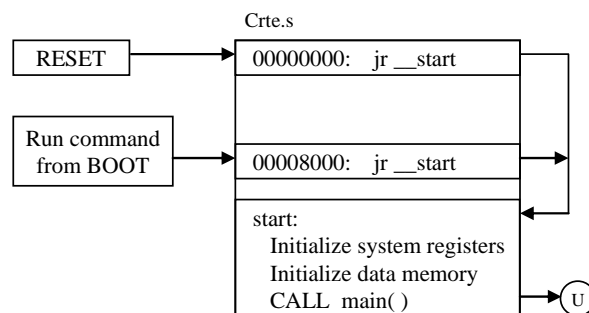 Crte.s
RESET
00000000: jr __start
Run command
from BOOT
00008000: jr __start
start:
Initialize system registers
Initialize data memory
CALL main( )
U